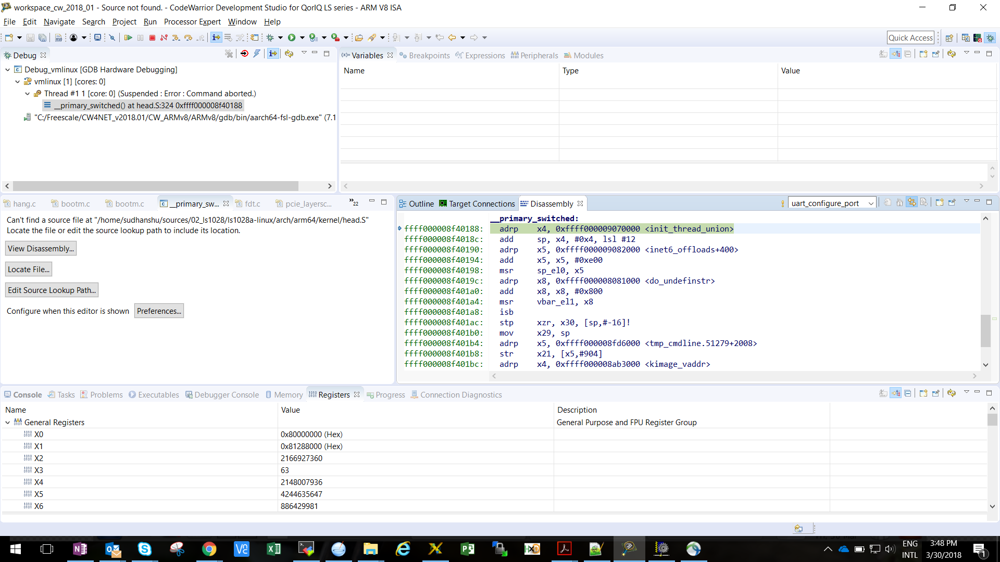 workspace_cw_2018_01 - Source not found. - CodeWarrior Development Studio for QorIQ LS series - ARM V8 ISA
File Edit Navigate Search Project Run Processor Expert Window Help
Quick Access
Debug
Debug_vmlinux [GDB Hardware Debugging]
vmlinux [1] [cores: 0]
Thread #1 1 [core: 0] (Suspended : Error : Command aborted.)
__primary_switched() at head.S:324 0xffff000008f40188
"C:/Freescale/CW4NET_v2018.01/CW_ARMv8/ARMv8/gdb/bin/aarch64-fsl-gdb.exe" (7.1
(x)= Variables Breakpoints Expressions Peripherals Modules
Name Type Value
hang.c bootm.c bootm.c __primary_sw... fdt.c pcie_layersc... »22
Can't find a source file at "/home/sudhanshu/sources/02_ls1028/ls1028a-linux/arch/arm64/kernel/head.S"
Locate the file or edit the source lookup path to include its location.
View Disassembly...
Locate File...
Edit Source Lookup Path...
Configure when this editor is shown Preferences...
Outline Target Connections Disassembly uart_configure_port
__primary_switched:
ffff000008f40188: adrp x4, 0xffff000009070000 <init_thread_union>
ffff000008f4018c: add sp, x4, #0x4, lsl #12
ffff000008f40190: adrp x5, 0xffff000009082000 <inet6_offloads+400>
ffff000008f40194: add x5, x5, #0xe00
ffff000008f40198: msr sp_el0, x5
ffff000008f4019c: adrp x8, 0xffff000008081000 <do_undefinstr>
ffff000008f401a0: add x8, x8, #0x800
ffff000008f401a4: msr vbar_el1, x8
ffff000008f401a8: isb
ffff000008f401ac: stp xzr, x30, [sp,#-16]!
ffff000008f401b0: mov x29, sp
ffff000008f401b4: adrp x5, 0xffff000008fd6000 <tmp_cmdline.51279+2008>
ffff000008f401b8: str x21, [x5,#904]
ffff000008f401bc: adrp x4, 0xffff000008ab3000 <kimage_vaddr>
Console Tasks Problems Executables Debugger Console Memory Registers Progress Connection Diagnostics
Name Value Description
General Registers General Purpose and FPU Register Group
X0 0x80000000 (Hex)
X1 0x81288000 (Hex)
X2 2166927360
X3 63
X4 2148007936
X5 4244635647
X6 886429981
ENG 3:48 PM
INTL 3/30/2018
1